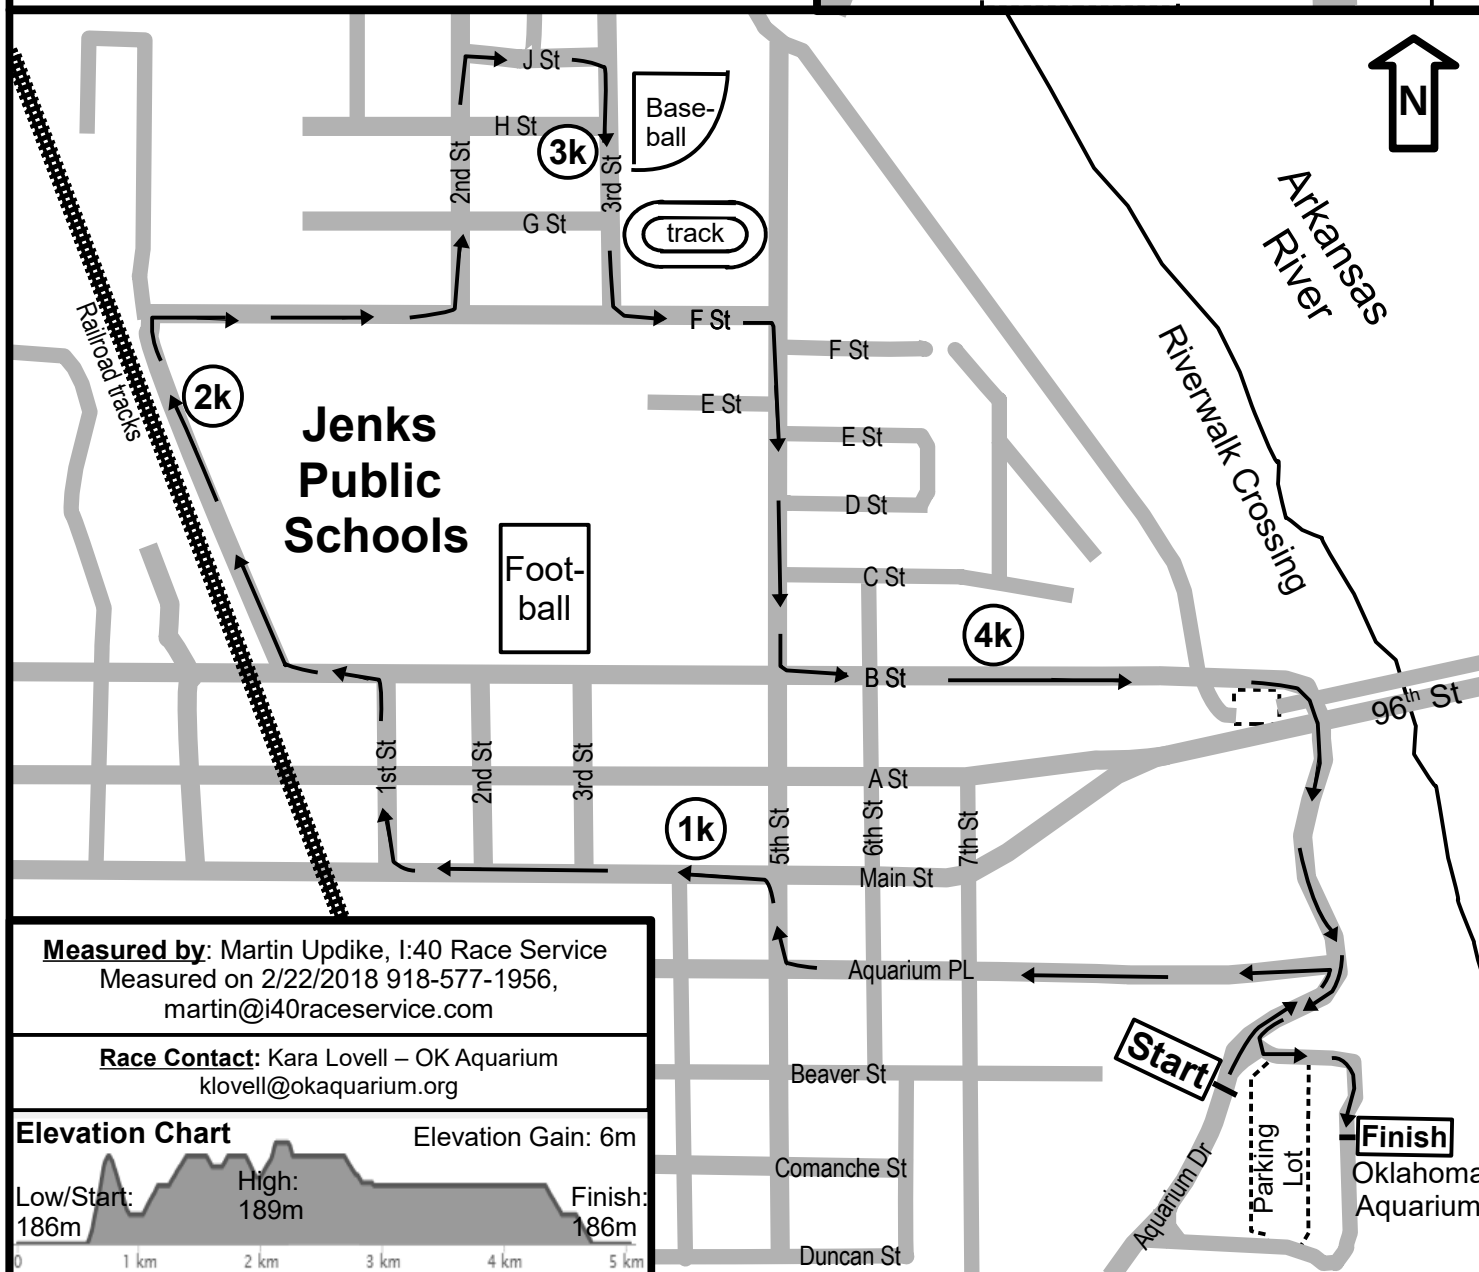 J St
Base-
ball
N
H St
3k
2nd St
3rd St
G St
track
Arkansas
River
Railroad tracks
F St
F St
Riverwalk Crossing
2k
E St
Jenks
Public
Schools
E St
D St
Foot-
ball
C St
4k
B St
96th St
1st St
2nd St
3rd St
A St
1k
5th St
6th St
7th St
Main St
Aquarium PL
Measured by: Martin Updike, I:40 Race Service
Measured on 2/22/2018 918-577-1956,
martin@i40raceservice.com
Start
Race Contact: Kara Lovell – OK Aquarium
klovell@okaquarium.org
Beaver St
Elevation Chart
Elevation Gain: 6m
Finish
Parking
Lot
Aquarium Dr
Comanche St
Oklahoma
Aquarium
Low/Start:
186m
High:
189m
Finish:
186m
Duncan St
0 1 km 2 km 3 km 4 km 5 km